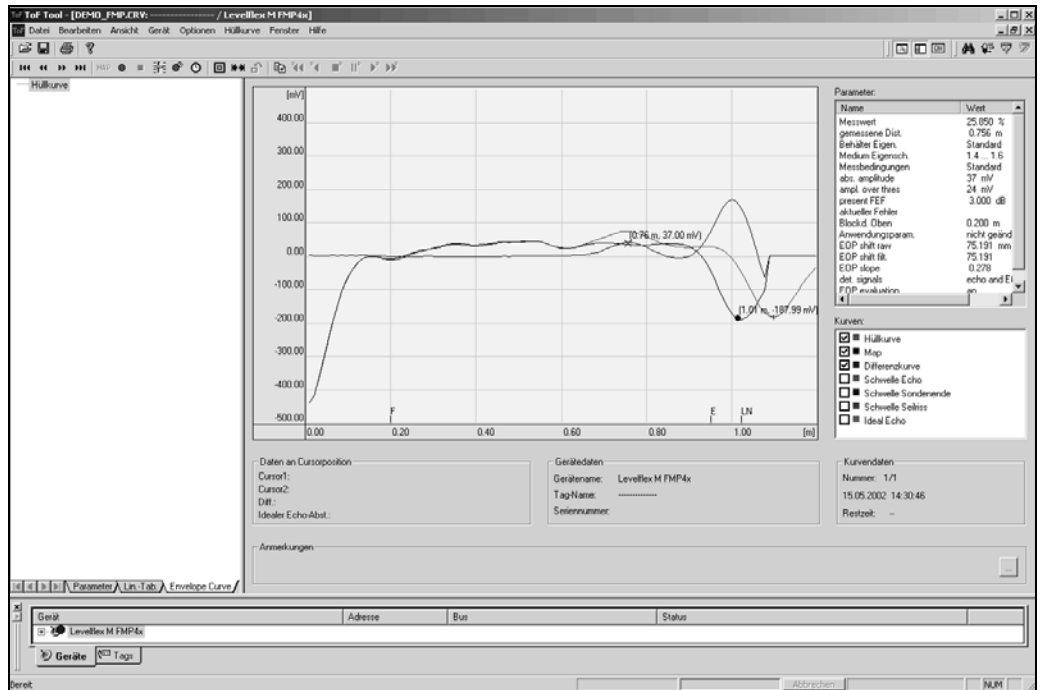 ToF Tool - [DEMO_FMP.CRV: ---------------- / Levelflex M FMP4x]
Datei Bearbeiten Ansicht Gerät Optionen Hüllkurve Fenster Hilfe
MAP
Hüllkurve
[mV]
400.00
300.00
200.00
100.00
0.00
-100.00
-200.00
-300.00
-400.00
-500.00
[0.76 m, 37.00 mV)
[1.01 m, -187.99 mV)
F
E
LN
0.00 0.20 0.40 0.60 0.80 1.00 [m]
Parameter:
Name Wert
Messwert 25.850 %
gemessene Dist. 0.756 m
Behälter Eigen. Standard
Medium Eigensch. 1.4 ... 1.6
Messbedingungen Standard
abs. amplitude 37 mV
ampl. over thres 24 mV
present FEF 3.000 dB
aktueller Fehler
Blockd. Oben 0.200 m
Anwendungsparam. nicht geänd
EOP shift raw 75.191 mm
EOP shift filt. 75.191
EOP slope 0.278
det. signals echo and E
EOP evaluation an
Kurven:
Hüllkurve
Map
Differenzkurve
Schwelle Echo
Schwelle Sondenende
Schwelle Seilriss
Ideal Echo
Daten an Cursorposition
Cursor1:
Cursor2:
Diff.:
Idealer Echo-Abst.:
Gerätedaten
Gerätename: Levelflex M FMP4x
Tag-Name: -------------
Seriennummer:
Kurvendaten
Nummer: 1/1
15.05.2002 14:30:46
Restzeit: --
Anmerkungen
...
Parameter Lin.-Tab. Envelope Curve
Gerät Adresse Bus Status
Levelflex M FMP4x
Geräte Tags
Bereit Abbrechen NUM